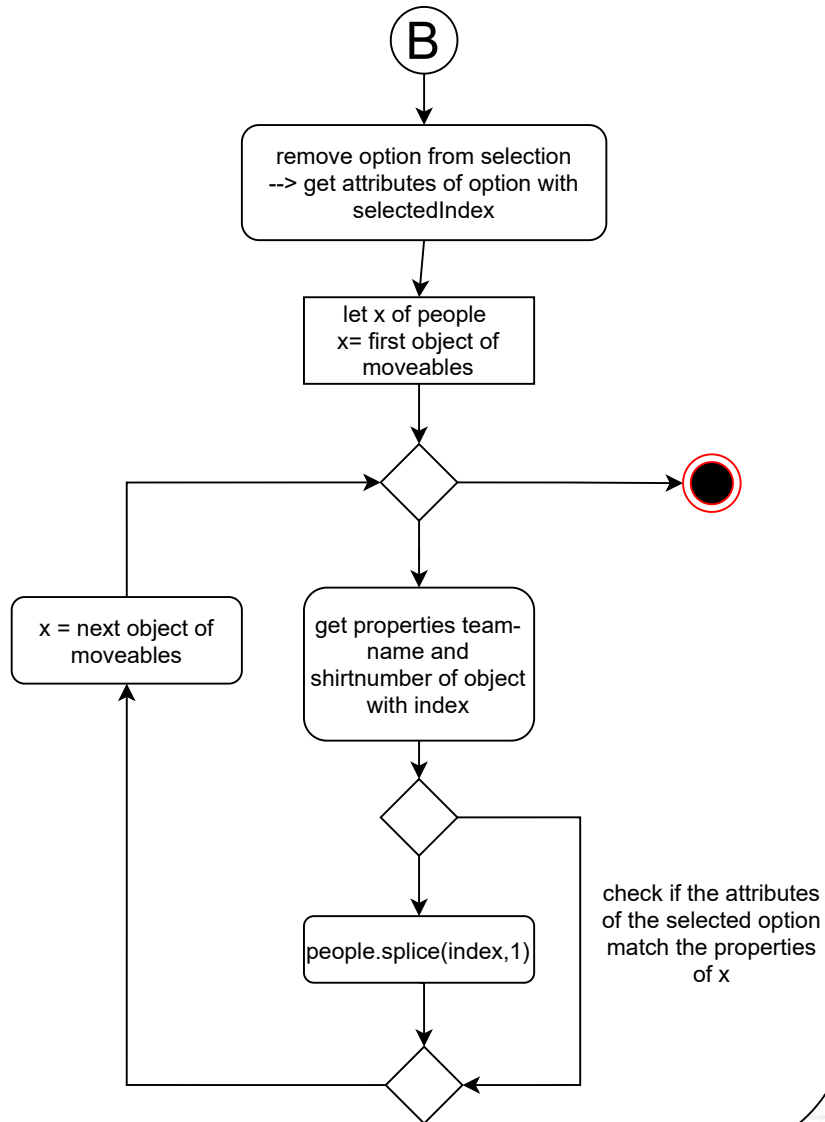 B
remove option from selection
--> get attributes of option with
selectedIndex
let x of people
x= first object of
moveables
x = next object of
moveables
get properties team-
name and
shirtnumber of object
with index
people.splice(index,1)
check if the attributes
of the selected option
match the properties
of x